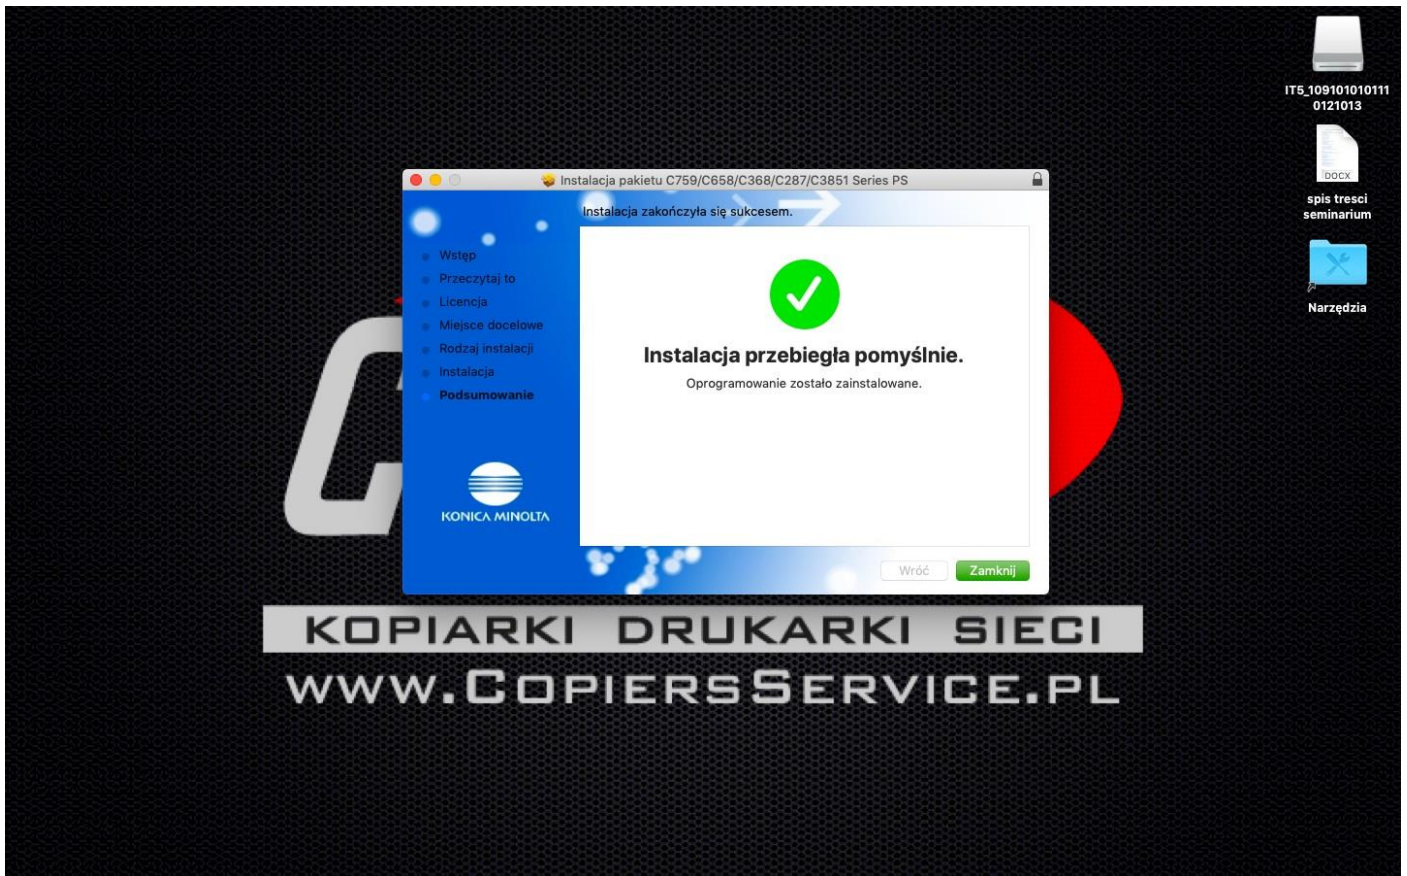 IT5_109101010111
0121013
DOCX
spis tresci
seminarium
Narzędzia
Instalacja pakietu C759/C658/C368/C287/C3851 Series PS
Instalacja zakończyła się sukcesem.
Wstęp
Przeczytaj to
Licencja
Miejsce docelowe
Rodzaj instalacji
Instalacja
Podsumowanie
Instalacja przebiegła pomyślnie.
Oprogramowanie zostało zainstalowane.
KONICA MINOLTA
Wróć
Zamknij
KOPIARKI DRUKARKI SIECI
www.CopiersService.pl